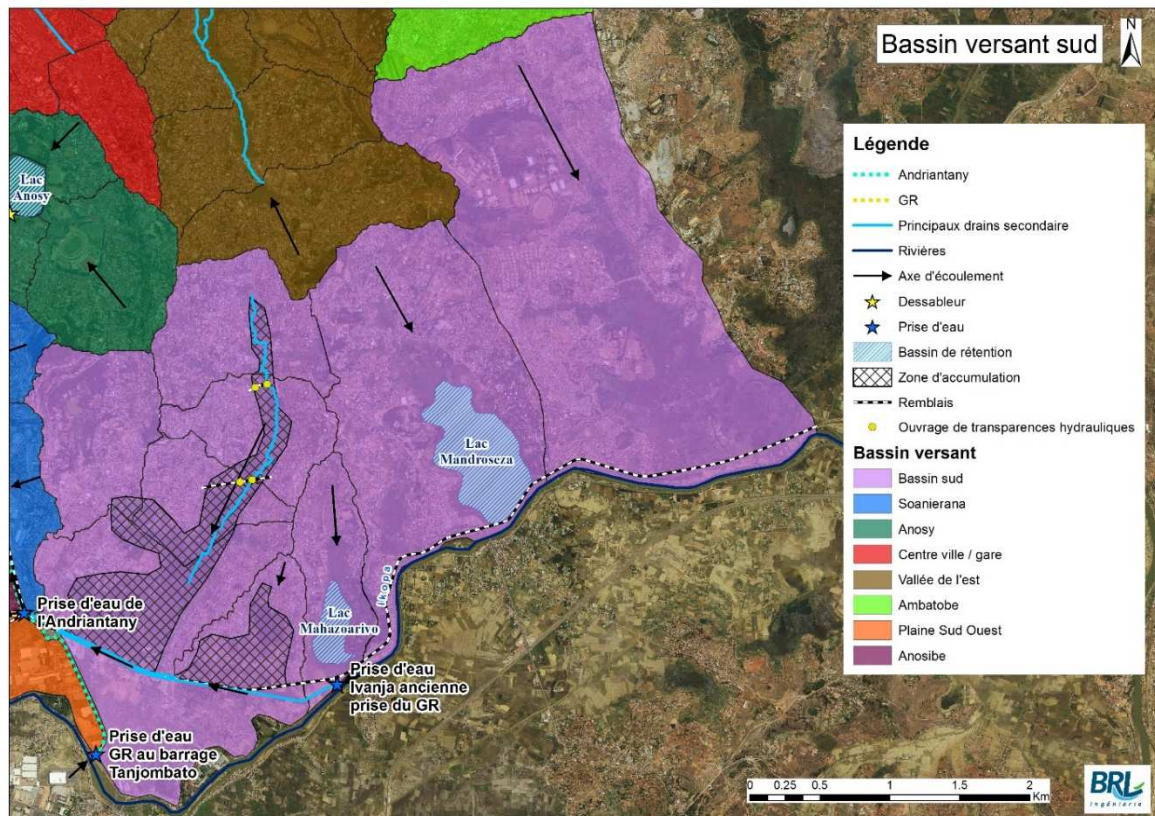 Bassin versant sud
N
Légende
Andriantany
GR
Principaux drains secondaire
Rivières
Axe d'écoulement
Dessableur
Prise d'eau
Bassin de rétention
Zone d'accumulation
Remblais
Ouvrage de transparences hydrauliques
Bassin versant
Bassin sud
Soanierana
Anosy
Centre ville / gare
Vallée de l'est
Ambatobe
Plaine Sud Ouest
Anosibe
Lac
Anosy
Lac
Mandroseza
Ikopa
Lac
Mahazoarivo
Prise d'eau de
l'Andriantany
Prise d'eau
Ivanja ancienne
prise du GR
Prise d'eau
GR au barrage
Tanjombato
0 0.25 0.5 1 1.5 2
Km
BRL
Ingénierie